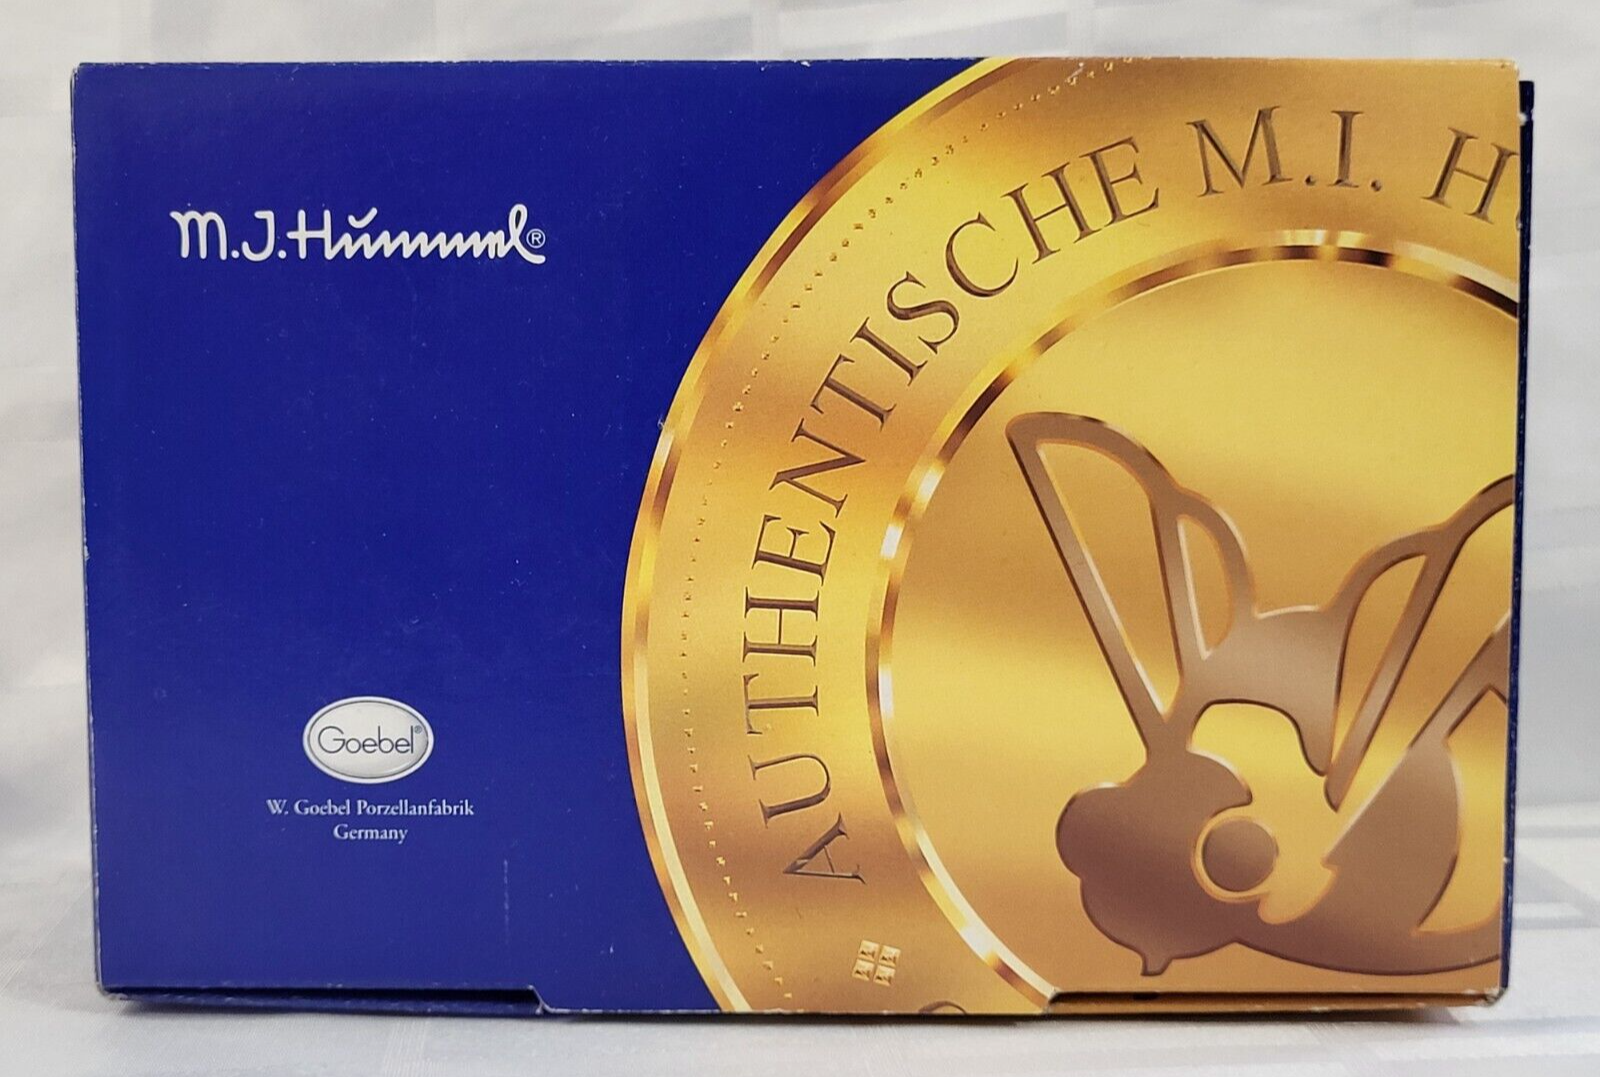 M.J. Hummel®
AUTHENTISCHE M.I. H
Goebel®
W. Goebel Porzellanfabrik
Germany